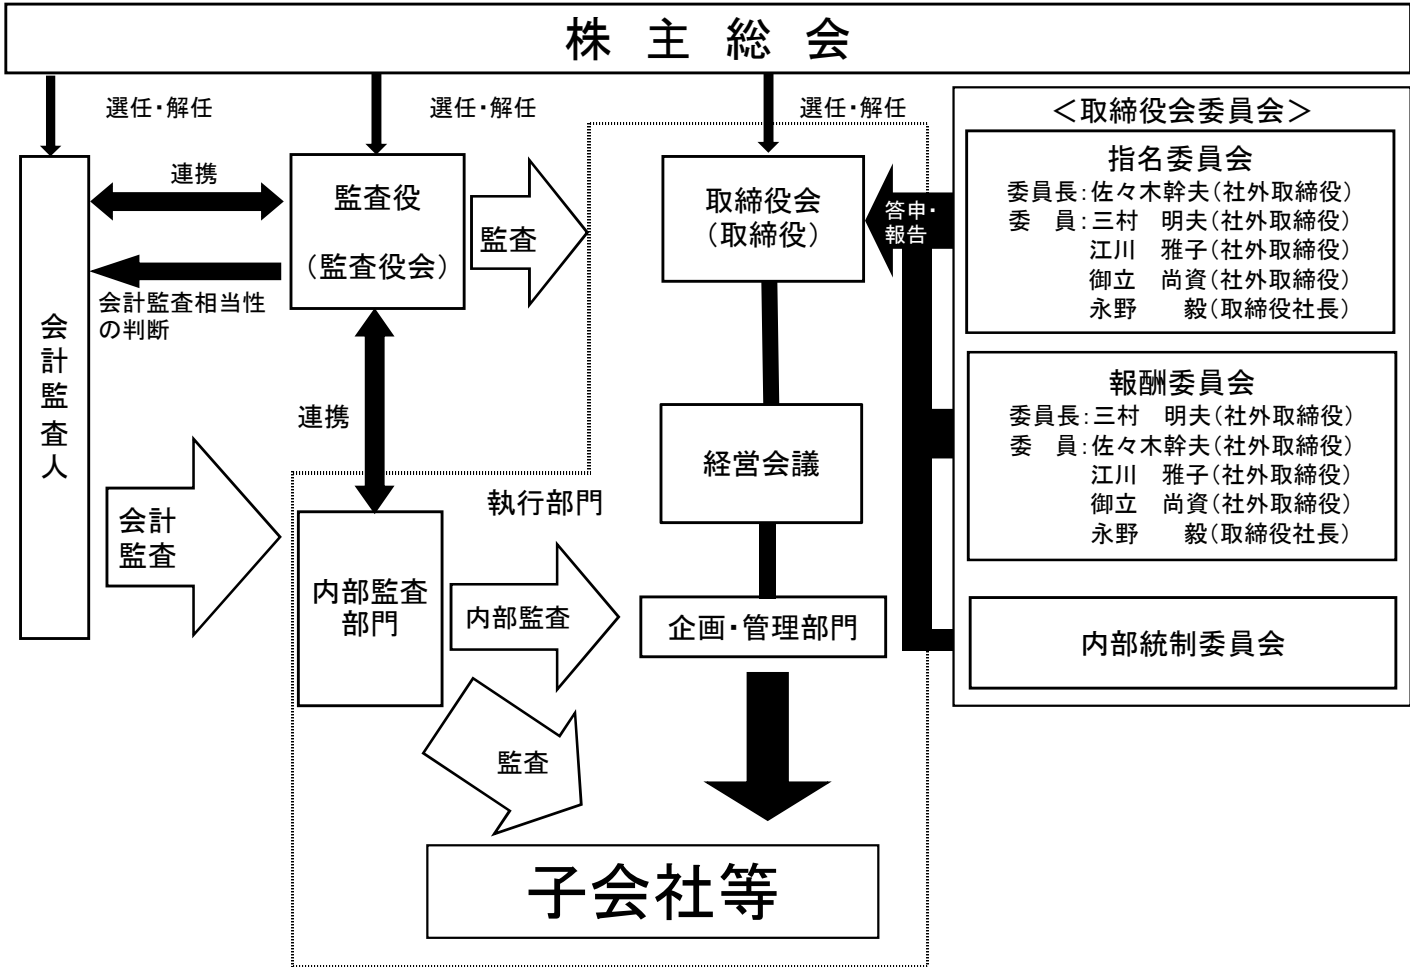 株 主 総 会
選任・解任
選任・解任
選任・解任
会計監査人
連携
会計監査相当性
の判断
監査役
(監査役会)
監査
取締役会
(取締役)
答申・
報告
<取締役会委員会>
指名委員会
委員長:佐々木幹夫(社外取締役)
委 員:三村 明夫(社外取締役)
江川 雅子(社外取締役)
御立 尚資(社外取締役)
永野 毅(取締役社長)
報酬委員会
委員長:三村 明夫(社外取締役)
委 員:佐々木幹夫(社外取締役)
江川 雅子(社外取締役)
御立 尚資(社外取締役)
永野 毅(取締役社長)
内部統制委員会
連携
経営会議
執行部門
会計
監査
内部監査
部門
内部監査
企画・管理部門
監査
子会社等